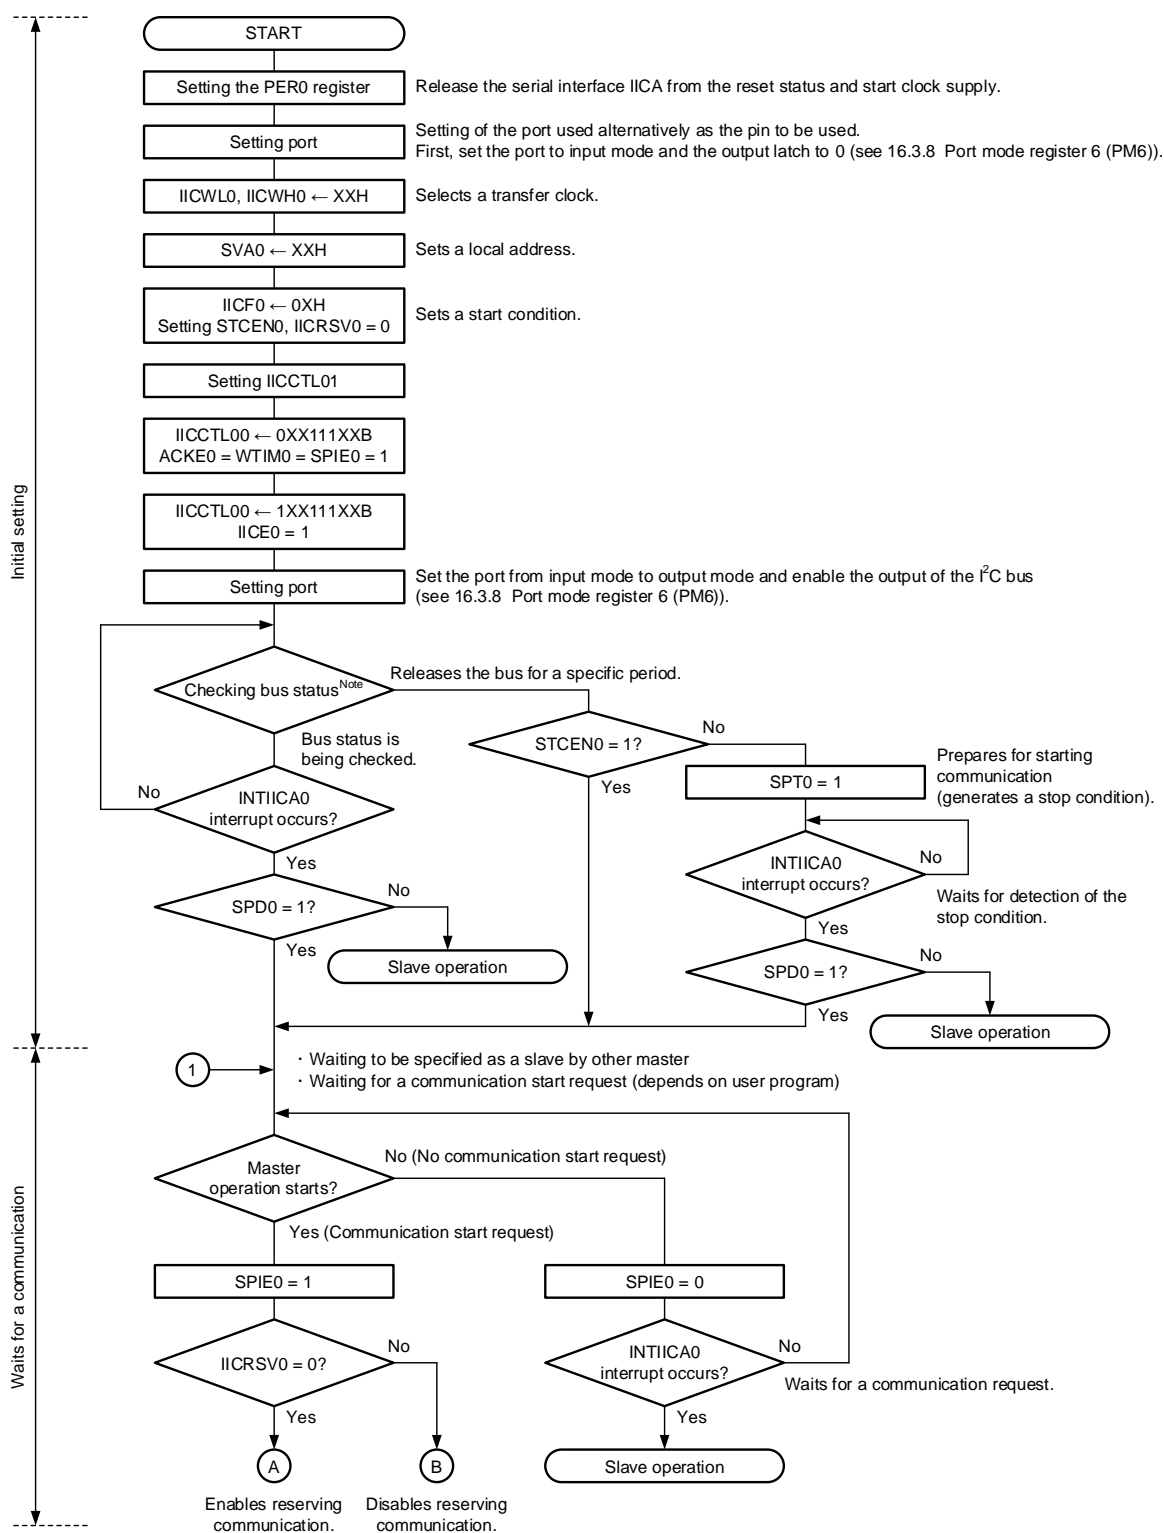 START
Setting the PER0 register
Release the serial interface IICA from the reset status and start clock supply.
Setting port
Setting of the port used alternatively as the pin to be used.
First, set the port to input mode and the output latch to 0 (see 16.3.8 Port mode register 6 (PM6)).
IICWL0, IICWH0 ← XXH
Selects a transfer clock.
SVA0 ← XXH
Sets a local address.
IICF0 ← 0XH
Setting STCEN0, IICRSV0 = 0
Sets a start condition.
Setting IICCTL01
IICCTL00 ← 0XX111XXB
ACKE0 = WTIM0 = SPIE0 = 1
IICCTL00 ← 1XX111XXB
IICE0 = 1
Initial setting
Setting port
Set the port from input mode to output mode and enable the output of the I²C bus
(see 16.3.8 Port mode register 6 (PM6)).
Checking bus status Note
Releases the bus for a specific period.
Bus status is
being checked.
STCEN0 = 1?
No
Yes
SPT0 = 1
Prepares for starting
communication
(generates a stop condition).
No
INTIICA0
interrupt occurs?
Yes
INTIICA0
interrupt occurs?
No
Waits for detection of the
stop condition.
Yes
SPD0 = 1?
No
Yes
Slave operation
SPD0 = 1?
No
Yes
Slave operation
1
· Waiting to be specified as a slave by other master
· Waiting for a communication start request (depends on user program)
Waits for a communication
Master
operation starts?
No (No communication start request)
Yes (Communication start request)
SPIE0 = 1
SPIE0 = 0
IICRSV0 = 0?
No
Yes
INTIICA0
interrupt occurs?
No
Waits for a communication request.
Yes
A
B
Slave operation
Enables reserving
communication.
Disables reserving
communication.